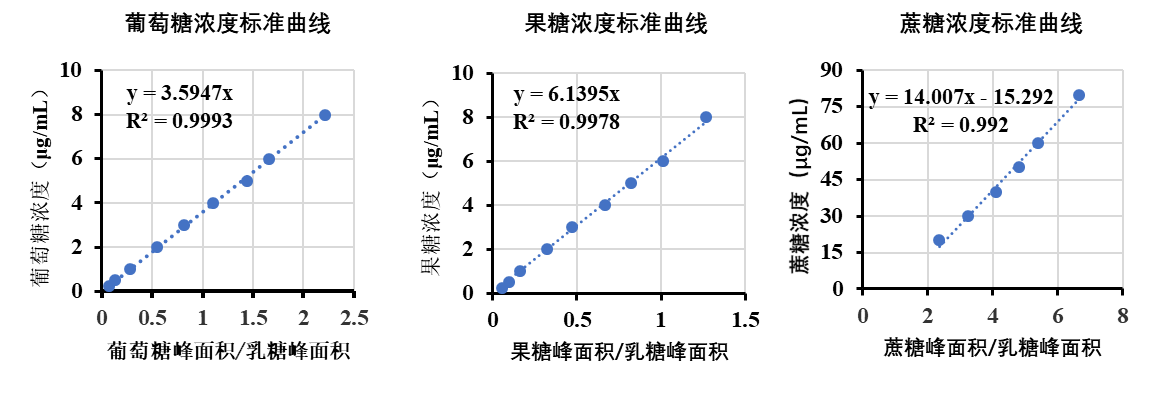 葡萄糖浓度标准曲线
10
8
6
4
2
0
y = 3.5947x
R² = 0.9993
葡萄糖浓度（μg/mL）
0 0.5 1 1.5 2 2.5
葡萄糖峰面积/乳糖峰面积
果糖浓度标准曲线
10
8
6
4
2
0
y = 6.1395x
R² = 0.9978
果糖浓度（μg/mL）
0 0.5 1 1.5
果糖峰面积/乳糖峰面积
蔗糖浓度标准曲线
90
75
60
45
30
15
0
y = 14.007x - 15.292
R² = 0.992
蔗糖浓度（μg/mL）
0 2 4 6 8
蔗糖峰面积/乳糖峰面积